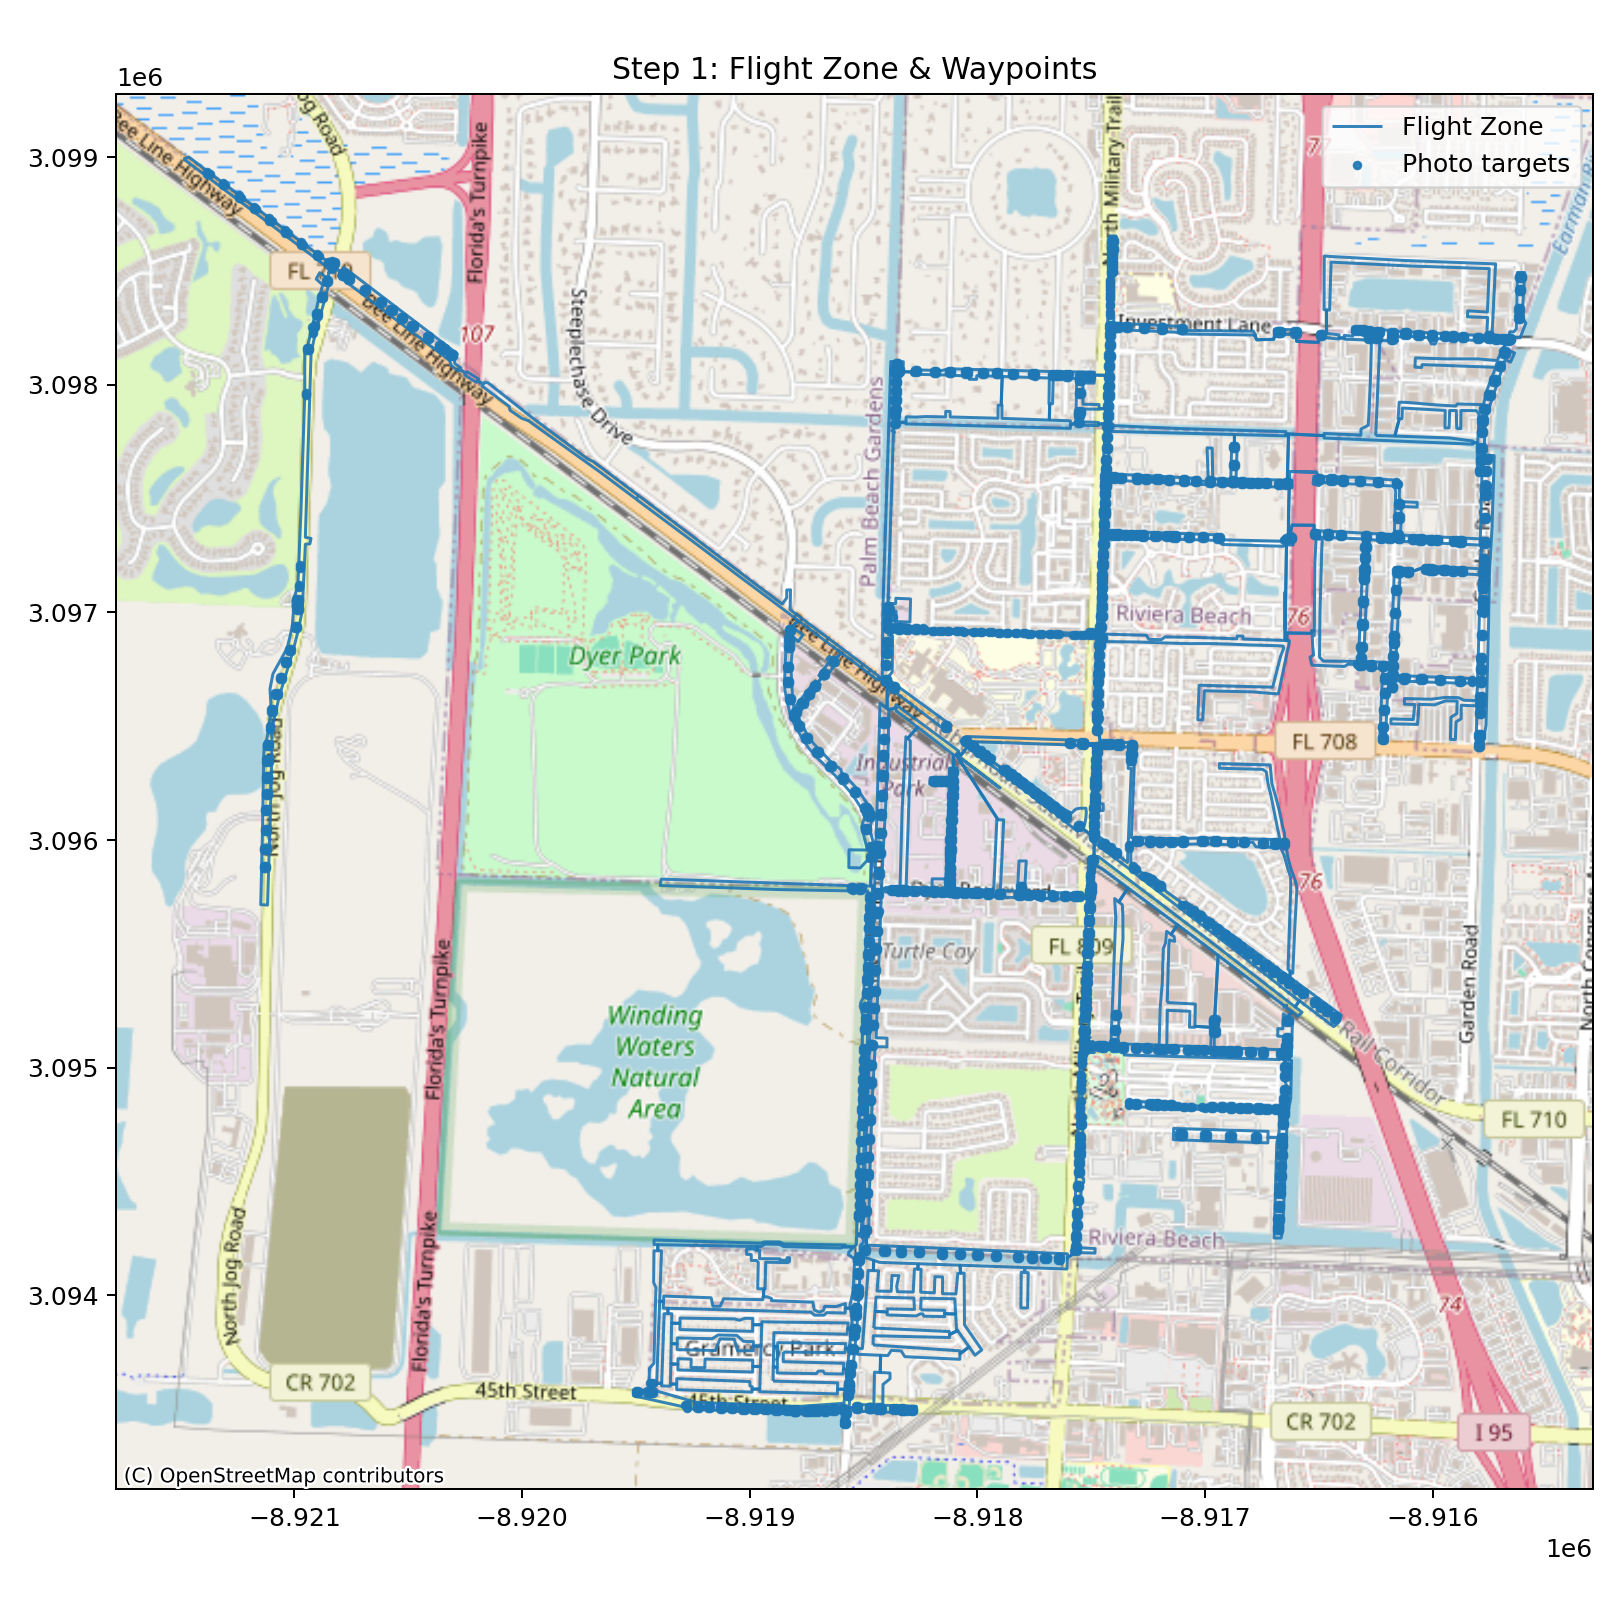 Step 1: Flight Zone & Waypoints
1e6
Flight Zone
Photo targets
3.099
3.098
3.097
3.096
3.095
3.094
−8.921
−8.920
−8.919
−8.918
−8.917
−8.916
1e6
Bee Line Highway
og Road
Florida's Turnpike
North Military Trail
77
Earman Ri
FL
Bee Line Highway
107
Steeplechase Drive
Investment Lane
Palm Beach Gardens
Riviera Beach
76
Dyer Park
Bee Line Highway
FL 708
Industrial
Park
North Jog Road
76
FL 809
Turtle Cay
Garden Road
North Congress A
Florida's Turnpike
Winding
Waters
Natural
Area
Rail Corridor
FL 710
Riviera Beach
North Jog Road
Florida's Turnpike
74
Gramercy Park
CR 702
45th Street
45th Street
CR 702
I 95
(C) OpenStreetMap contributors